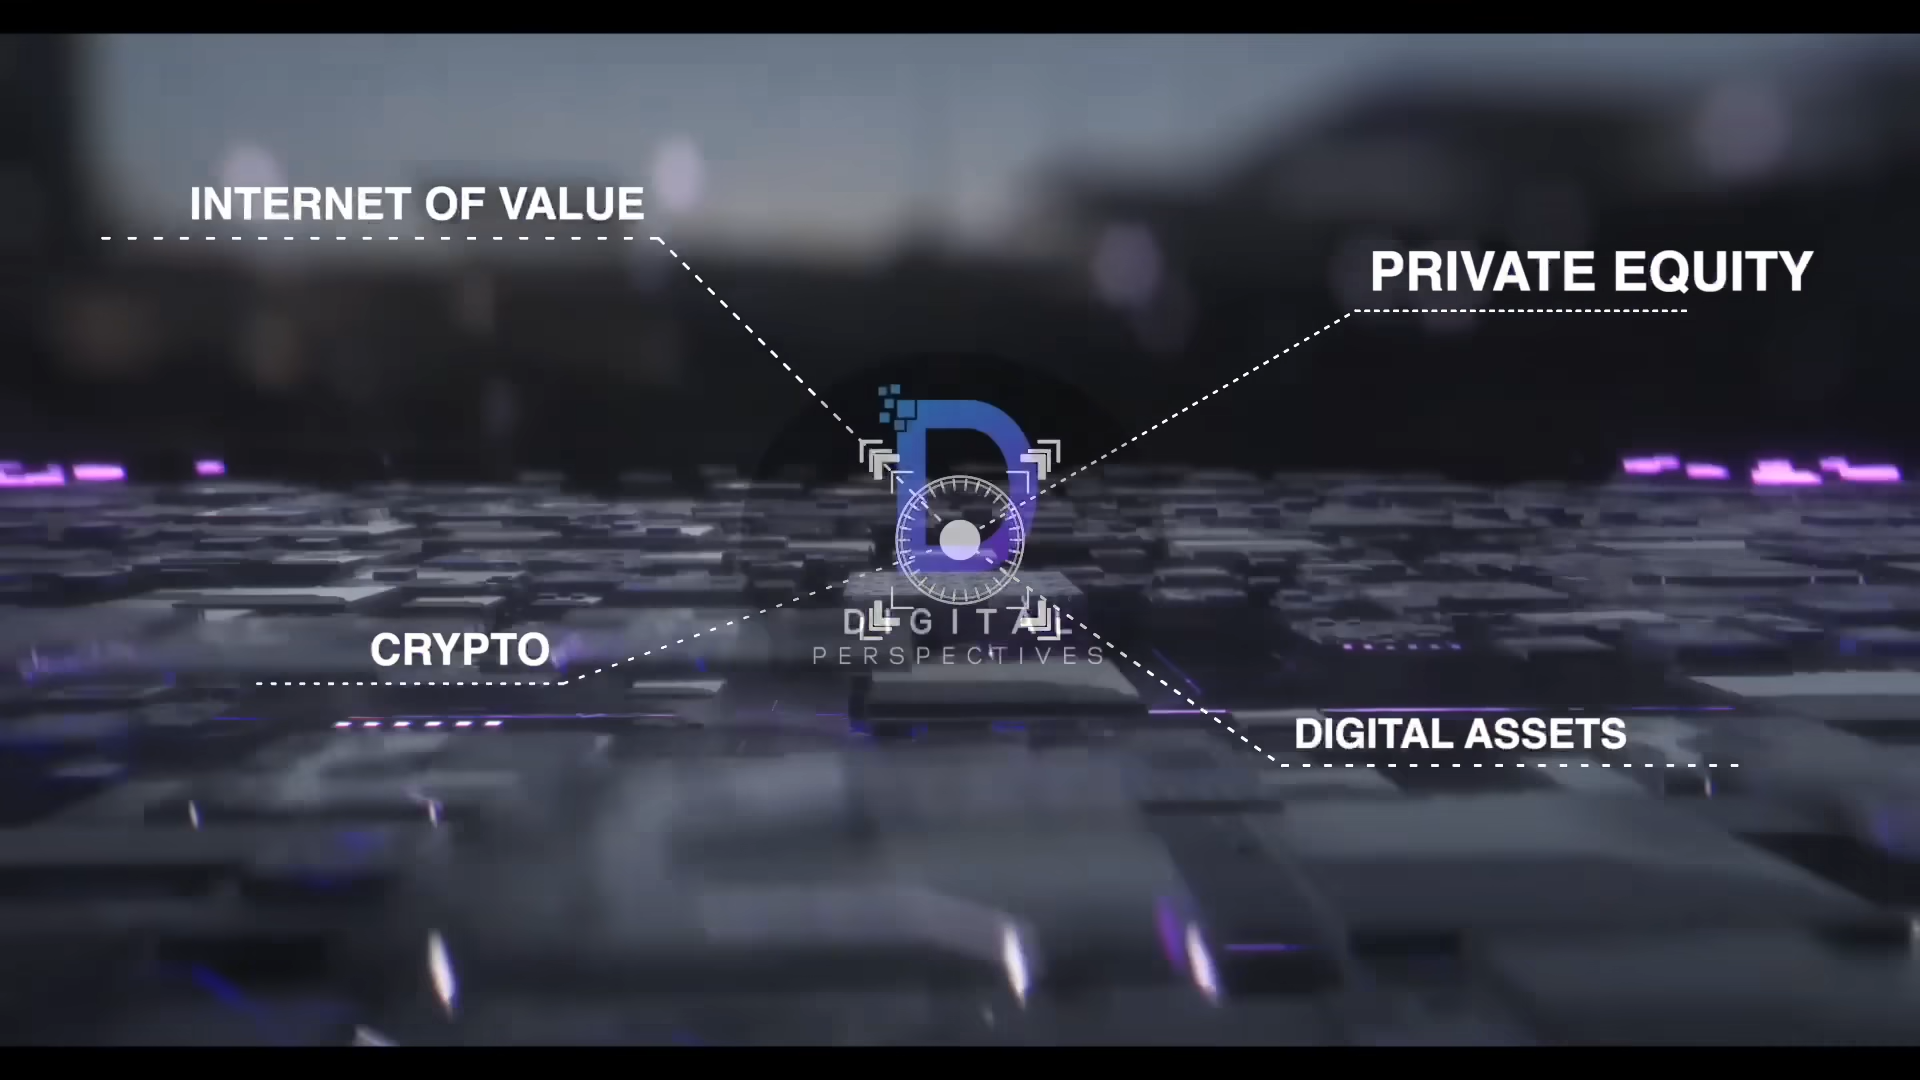 INTERNET OF VALUE
PRIVATE EQUITY
DIGITAL
PERSPECTIVES
CRYPTO
DIGITAL ASSETS